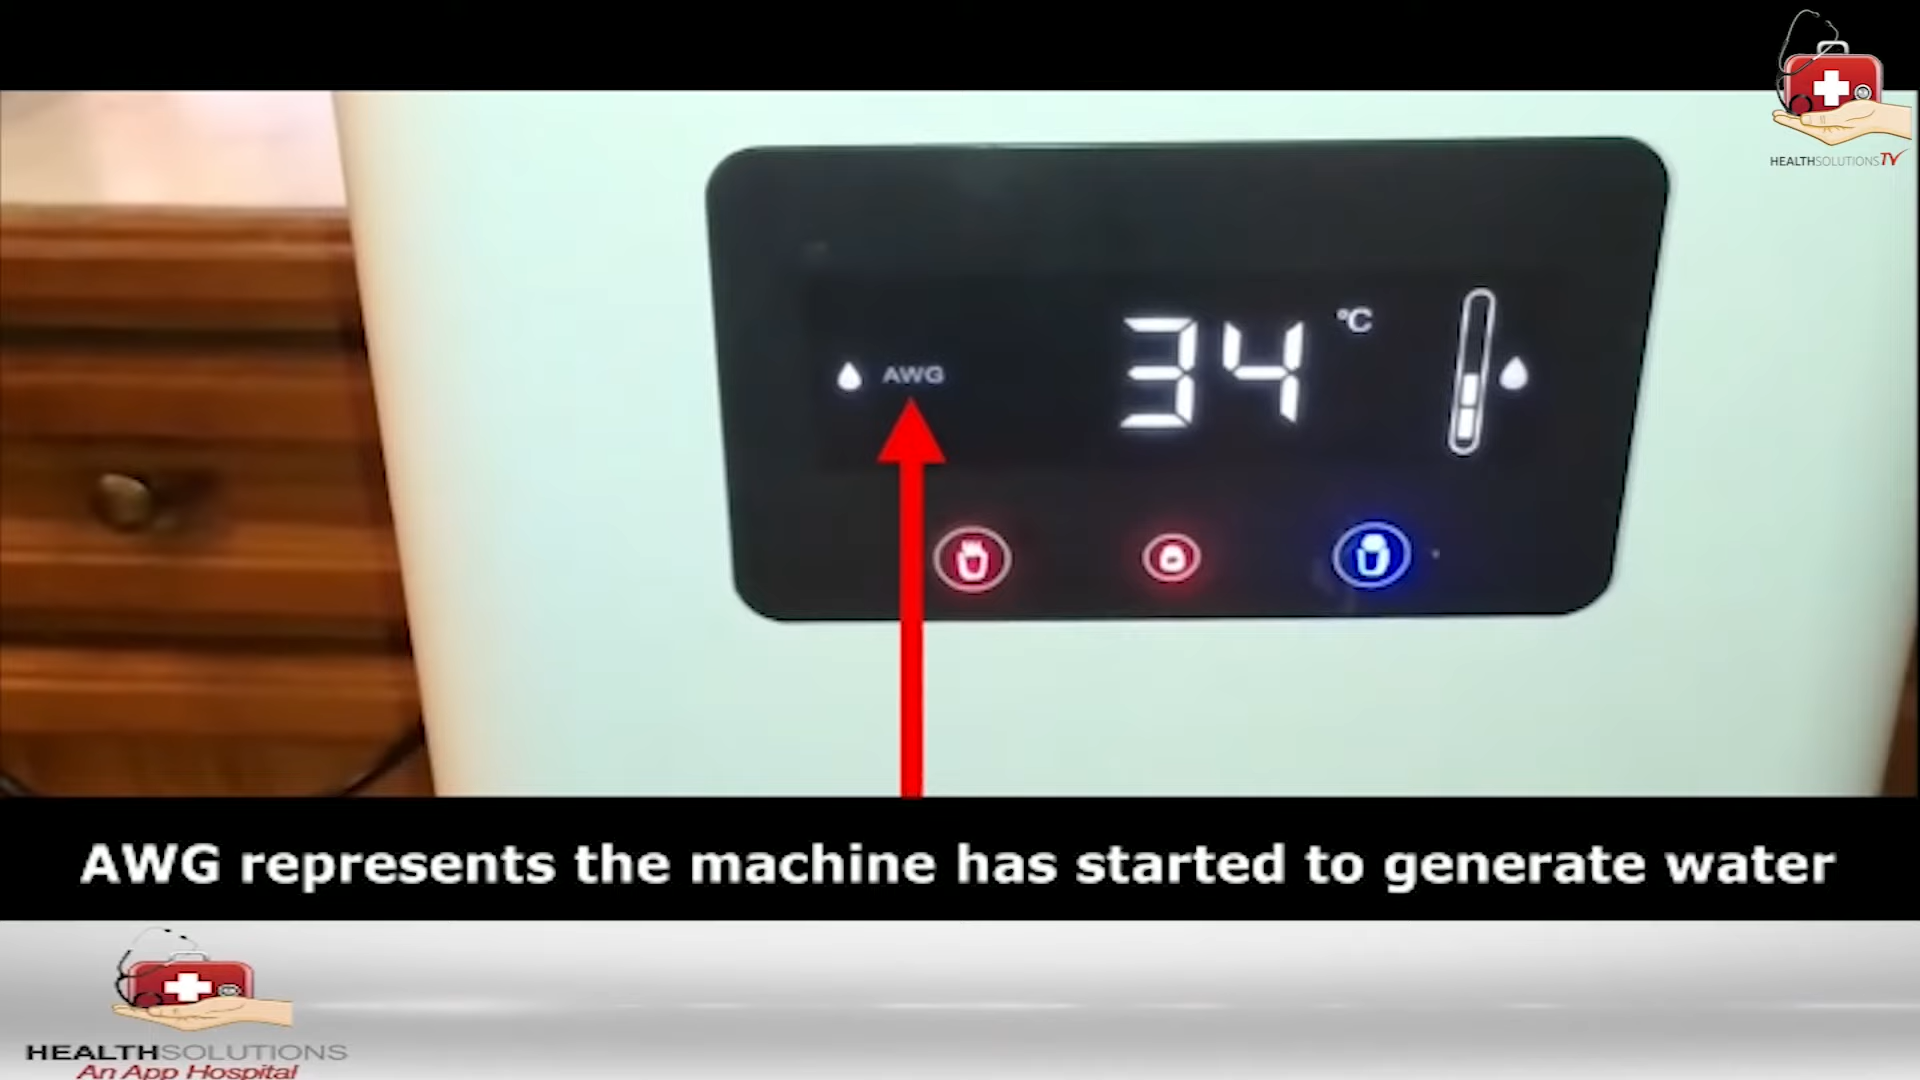 HEALTHSOLUTIONSTV
AWG
34 °C
AWG represents the machine has started to generate water
HEALTHSOLUTIONS
An App Hospital